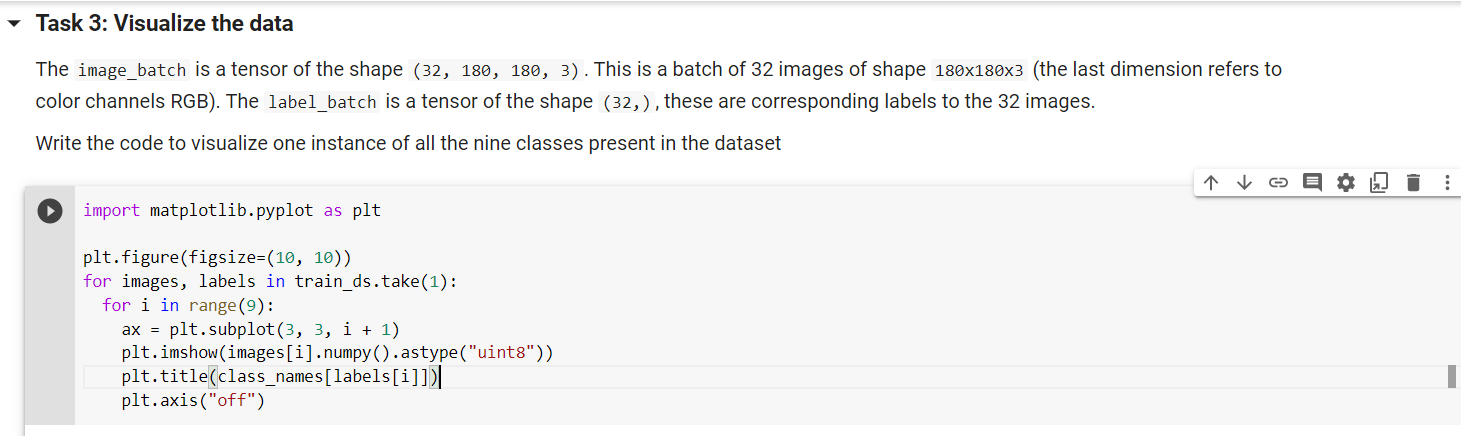 Task 3: Visualize the data
The image_batch is a tensor of the shape (32, 180, 180, 3). This is a batch of 32 images of shape 180x180x3 (the last dimension refers to
color channels RGB). The label_batch is a tensor of the shape (32,), these are corresponding labels to the 32 images.
Write the code to visualize one instance of all the nine classes present in the dataset
import matplotlib.pyplot as plt
plt.figure(figsize=(10, 10))
for images, labels in train_ds.take(1):
  for i in range(9):
    ax = plt.subplot(3, 3, i + 1)
    plt.imshow(images[i].numpy().astype("uint8"))
    plt.title(class_names[labels[i]])
    plt.axis("off")